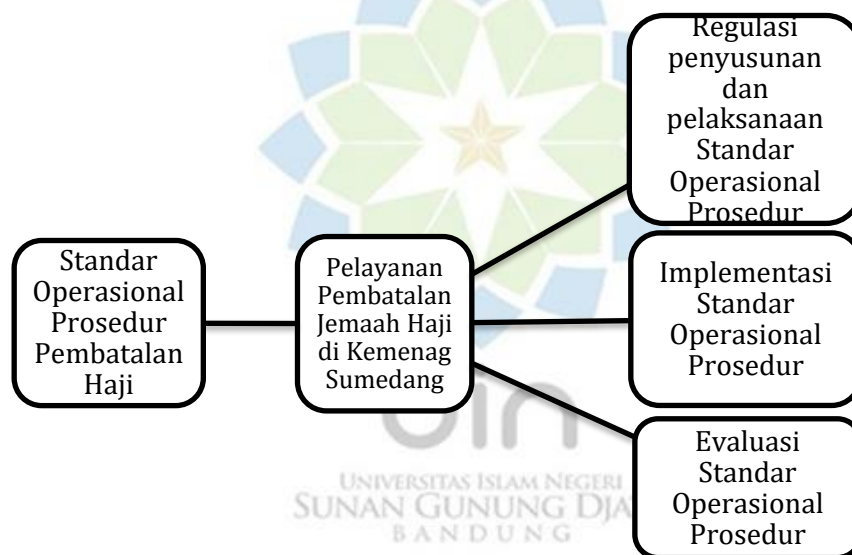 Standar
Operasional
Prosedur
Pembatalan
Haji
Pelayanan
Pembatalan
Jemaah Haji
di Kemenag
Sumedang
Regulasi
penyusunan
dan
pelaksanaan
Standar
Operasional
Prosedur
Implementasi
Standar
Operasional
Prosedur
Evaluasi
Standar
Operasional
Prosedur
uin
UNIVERSITAS ISLAM NEGERI
SUNAN GUNUNG
BANDUNG